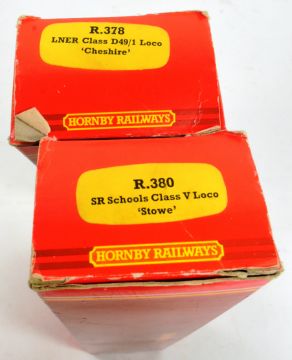 R.378
LNER Class D49/1 Loco
'Cheshire'
HORNBY RAILWAYS
R.380
SR Schools Class V Loco
'Stowe'
HORNBY RAILWAYS